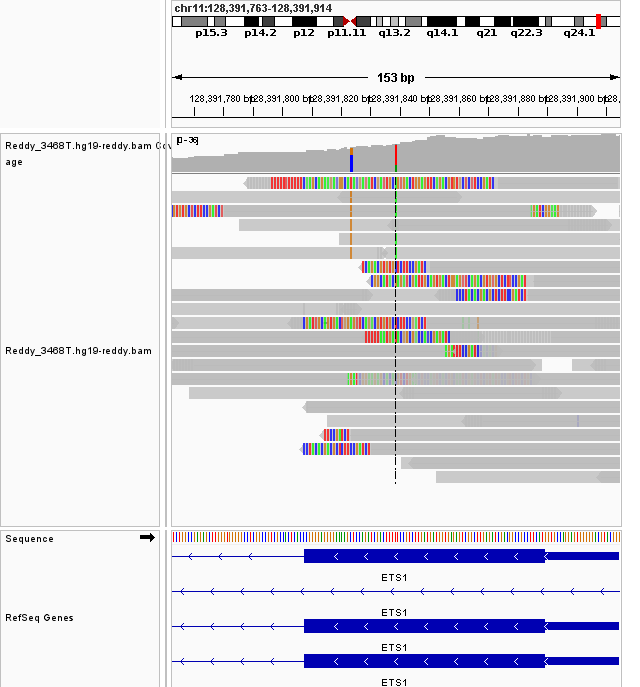 chr11:128,391,763-128,391,914
p15.3 p14.2 p12 p11.11 q13.2 q14.1 q21 q22.3 q24.1
153 bp
128,391,780 bp 128,391,800 bp 128,391,820 bp 128,391,840 bp 128,391,860 bp 128,391,880 bp 128,391,900 bp 128,
Reddy_3468T.hg19-reddy.bam Cov
age
[0-36]
Reddy_3468T.hg19-reddy.bam
Sequence
ETS1
RefSeq Genes
ETS1
ETS1
ETS1